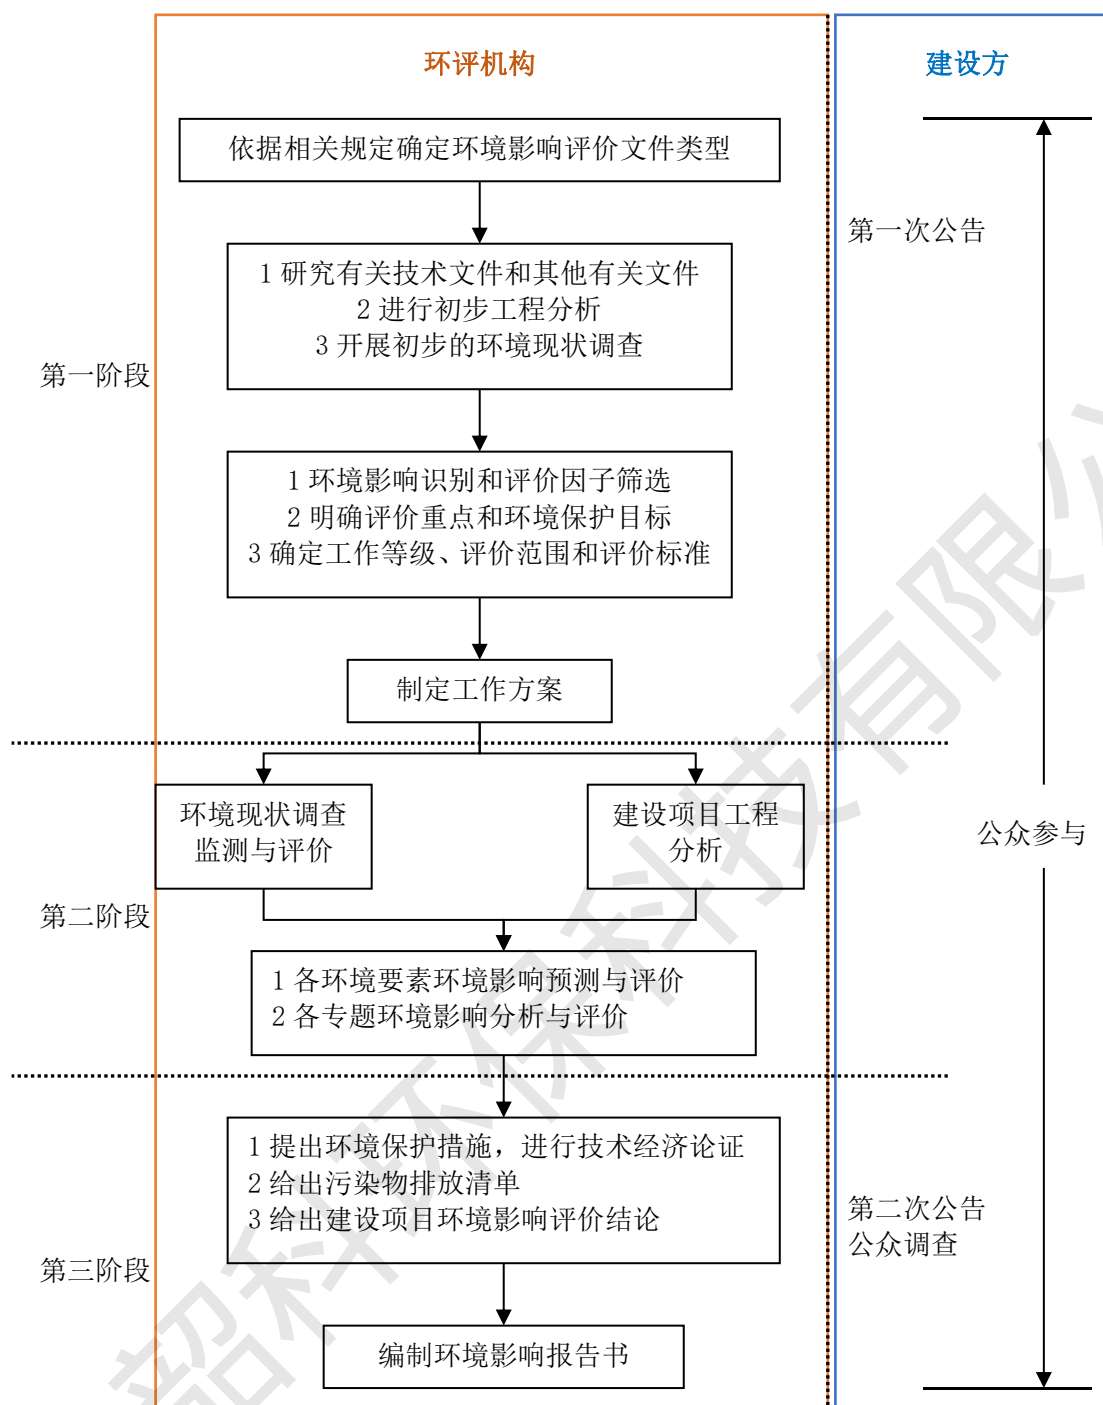 环评机构
建设方
依据相关规定确定环境影响评价文件类型
第一次公告
1 研究有关技术文件和其他有关文件
2 进行初步工程分析
3 开展初步的环境现状调查
第一阶段
1 环境影响识别和评价因子筛选
2 明确评价重点和环境保护目标
3 确定工作等级、评价范围和评价标准
制定工作方案
环境现状调查
监测与评价
建设项目工程
分析
公众参与
第二阶段
1 各环境要素环境影响预测与评价
2 各专题环境影响分析与评价
1 提出环境保护措施，进行技术经济论证
2 给出污染物排放清单
3 给出建设项目环境影响评价结论
第二次公告
公众调查
第三阶段
编制环境影响报告书
韶科环保科技有限公